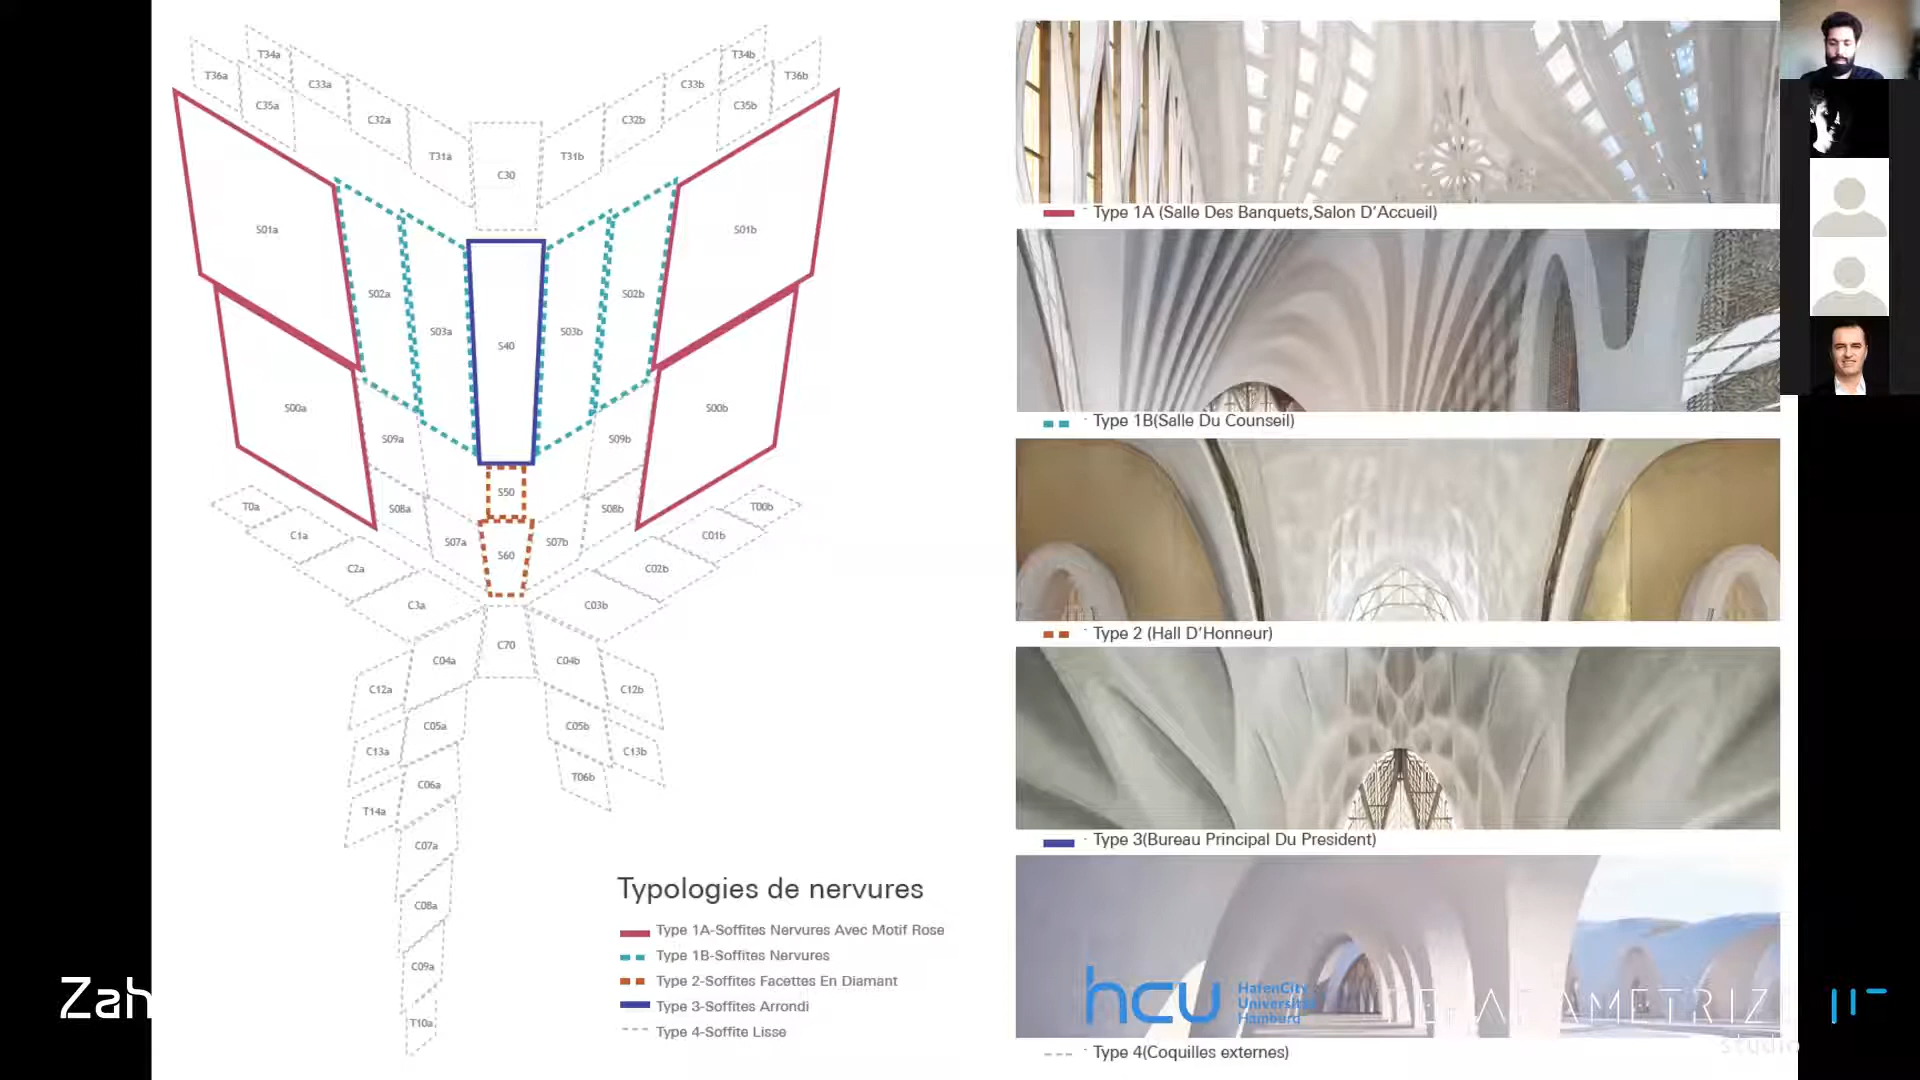 T34a
T34b
T36a
T36b
C33a
C33b
C35a
C35b
C32a
C32b
T31a
T31b
C30
S01a
S01b
S02a
S02b
S03a
S03b
S40
S00a
S00b
S09a
S09b
S50
T0a
S08a
S08b
T00b
C1a
S07a
S07b
C01b
S60
C2a
C02b
C3a
C03b
C70
C04a
C04b
C12a
C12b
C05a
C05b
C13a
C13b
T06b
C06a
T14a
C07a
C08a
C09a
T10a
Typologies de nervures
Type 1A-Soffites Nervures Avec Motif Rose
Type 1B-Soffites Nervures
Type 2-Soffites Facettes En Diamant
Type 3-Soffites Arrondi
Type 4-Soffite Lisse
Type 1A (Salle Des Banquets,Salon D'Accueil)
Type 1B(Salle Du Counseil)
Type 2 (Hall D'Honneur)
Type 3(Bureau Principal Du President)
Type 4(Coquilles externes)
Zah
hcu
HafenCity
Hamburg
studio